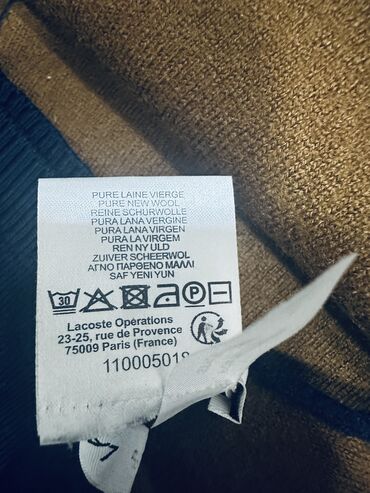 PURE LAINE VIERGE
PURE NEW WOOL
REINE SCHURWOLLE
PURA LANA VERGINE
PURA LANA VIRGEN
PURA LA VIRGEM
REN NY ULD
ZUIVER SCHEERWOL
ΑΓΝΟ ΠΑΡΘΕΝΟ ΜΑΛΛΙ
SAF YENI YUN
30 P
Lacoste Opérations
23-25, rue de Provence
75009 Paris (France)
110005018